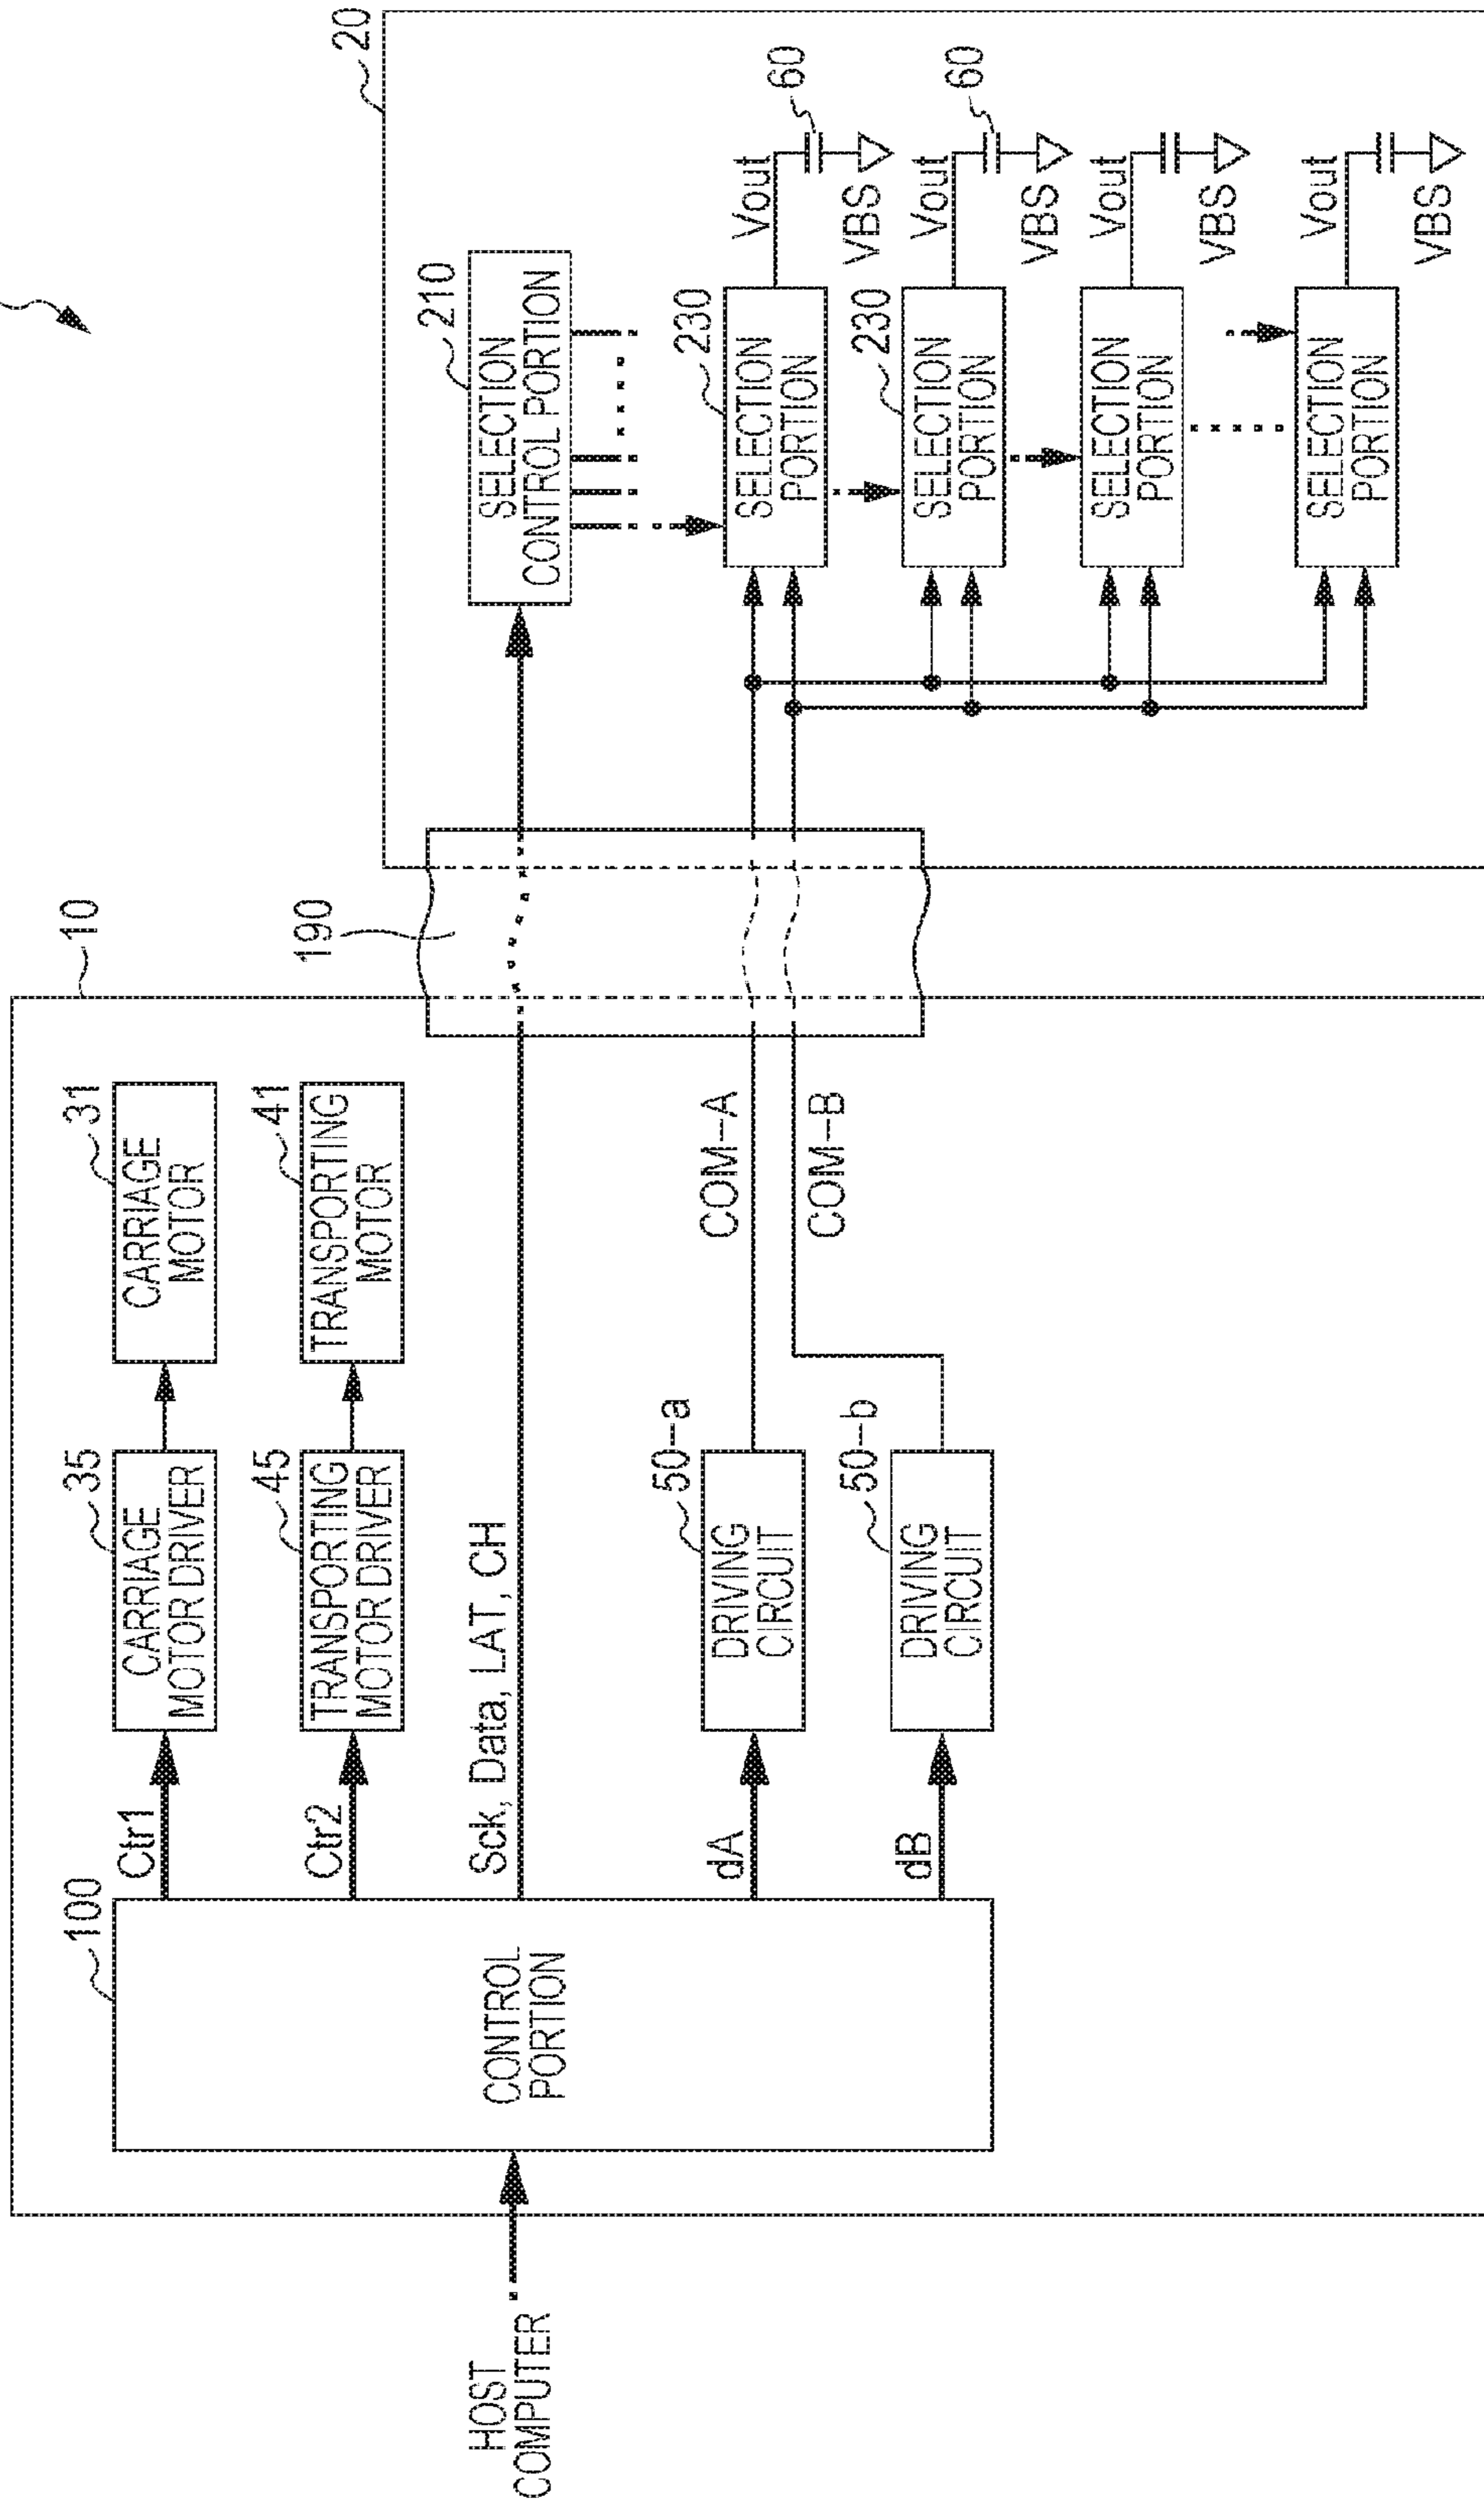 10
20
HOST
COMPUTER
100
CONTROL
PORTION
Ctr1
35
CARRIAGE
MOTOR DRIVER
31
CARRIAGE
MOTOR
Ctr2
45
TRANSPORTING
MOTOR DRIVER
41
TRANSPORTING
MOTOR
Sck, Data, LAT, CH
190
dA
50-a
DRIVING
CIRCUIT
COM-A
dB
50-b
DRIVING
CIRCUIT
COM-B
210
SELECTION
CONTROL PORTION
230
SELECTION
PORTION
Vout
60
VBS
230
SELECTION
PORTION
Vout
60
VBS
SELECTION
PORTION
Vout
VBS
SELECTION
PORTION
Vout
VBS